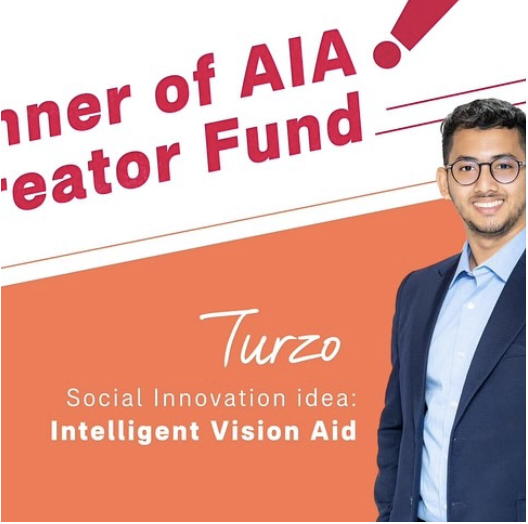 nner of AIA
reator Fund
Turzo
Social Innovation idea:
Intelligent Vision Aid